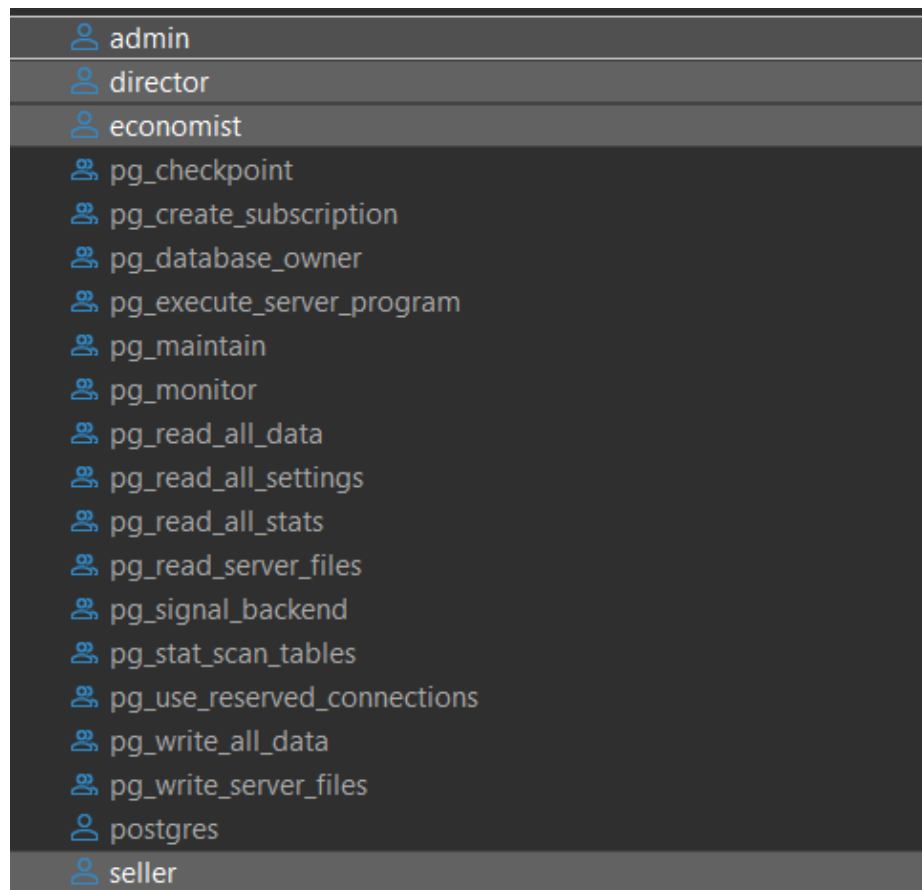 admin
director
economist
pg_checkpoint
pg_create_subscription
pg_database_owner
pg_execute_server_program
pg_maintain
pg_monitor
pg_read_all_data
pg_read_all_settings
pg_read_all_stats
pg_read_server_files
pg_signal_backend
pg_stat_scan_tables
pg_use_reserved_connections
pg_write_all_data
pg_write_server_files
postgres
seller